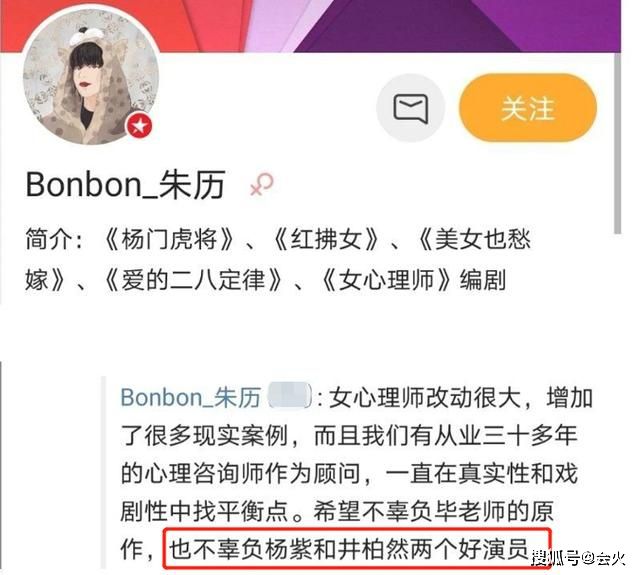 关注
Bonbon_朱历
简介：《杨门虎将》、《红拂女》、《美女也愁
嫁》、《爱的二八定律》、《女心理师》编剧
Bonbon_朱历 : 女心理师改动很大，增加
了很多现实案例，而且我们有从业三十多年
的心理咨询师作为顾问，一直在真实性和戏
剧性中找平衡点。希望不辜负毕老师的原
作，也不辜负杨紫和井柏然两个好演员
搜狐号@会火